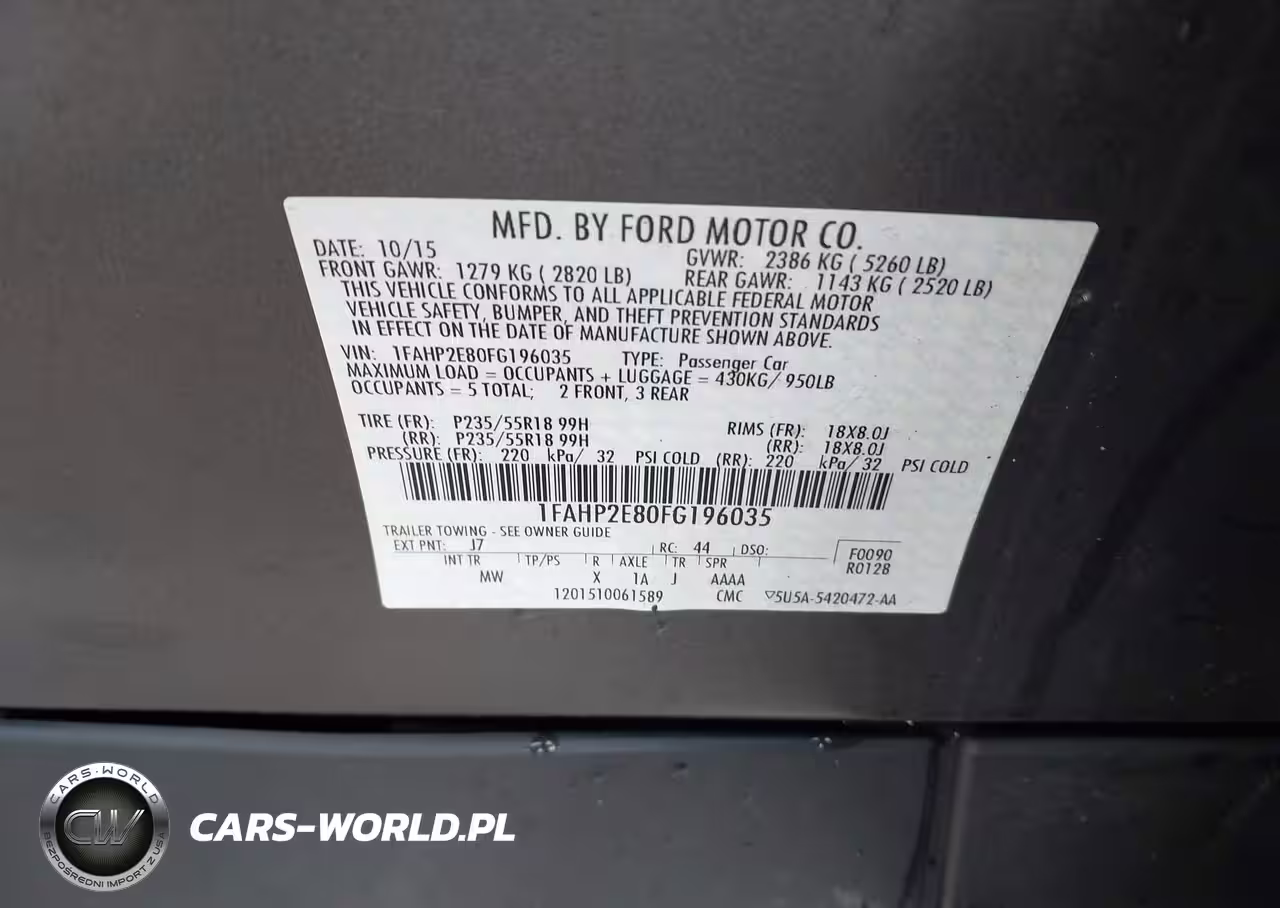 MFD. BY FORD MOTOR CO.
DATE: 10/15 GVWR: 2386 KG ( 5260 LB)
FRONT GAWR: 1279 KG ( 2820 LB) REAR GAWR: 1143 KG ( 2520 LB)
THIS VEHICLE CONFORMS TO ALL APPLICABLE FEDERAL MOTOR
VEHICLE SAFETY, BUMPER, AND THEFT PREVENTION STANDARDS
IN EFFECT ON THE DATE OF MANUFACTURE SHOWN ABOVE.
VIN: 1FAHP2E80FG196035 TYPE: Passenger Car
MAXIMUM LOAD = OCCUPANTS + LUGGAGE = 430KG/ 950LB
OCCUPANTS = 5 TOTAL; 2 FRONT, 3 REAR
TIRE (FR): P235/55R18 99H RIMS (FR): 18X8.0J
(RR): P235/55R18 99H (RR): 18X8.0J
PRESSURE (FR): 220 kPa/ 32 PSI COLD (RR): 220 kPa/ 32 PSI COLD
1FAHP2E80FG196035
TRAILER TOWING - SEE OWNER GUIDE
EXT PNT: J7 RC: 44 DSO: F0090
INT TR TP/PS R AXLE TR SPR R0128
MW X 1A J AAAA
1201510061589 CMC ▽5U5A-5420472-AA
CARS-WORLD
CW
BEZPOŚREDNI IMPORT Z USA
CARS-WORLD.PL